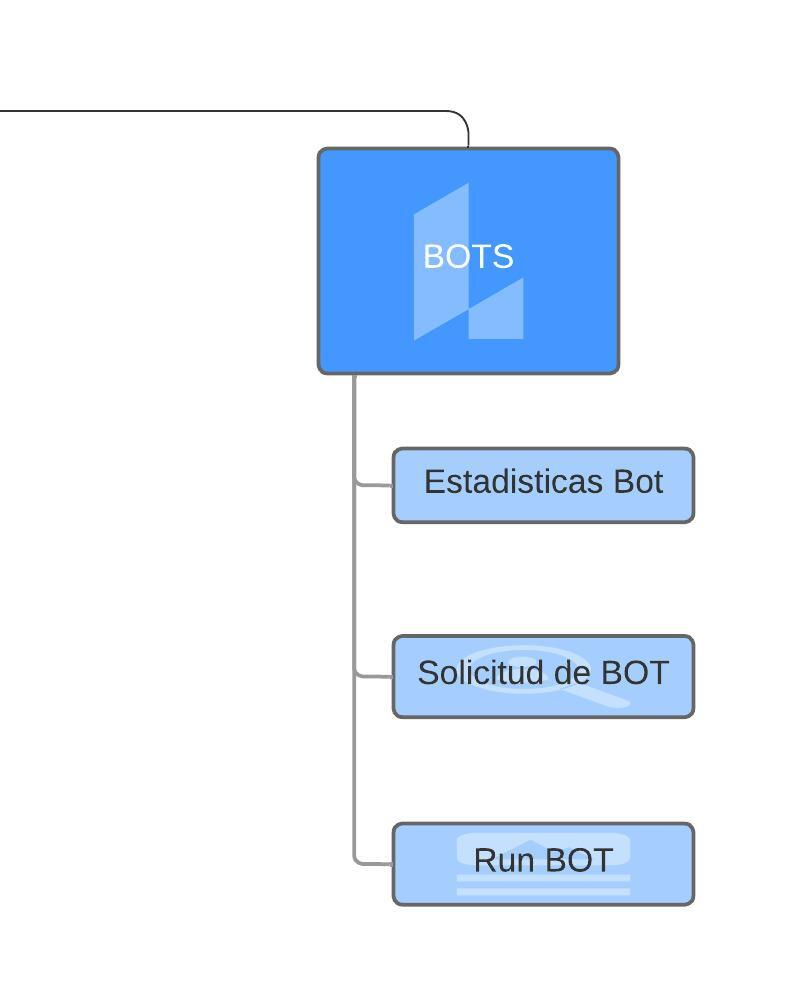 BOTS
Estadisticas Bot
Solicitud de BOT
Run BOT